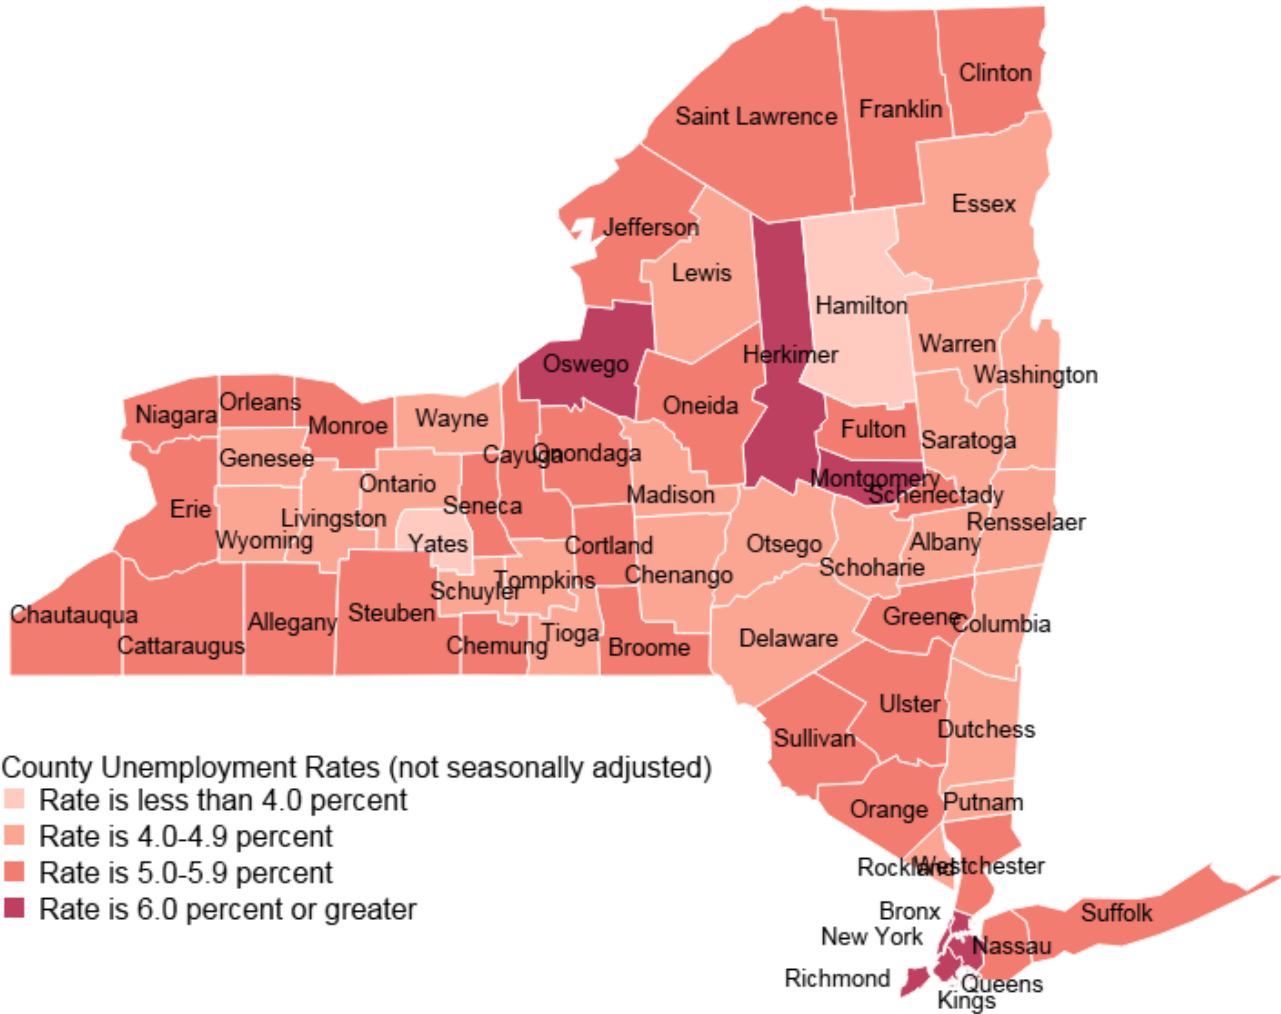 Clinton
Saint Lawrence
Franklin
Essex
Jefferson
Lewis
Hamilton
Warren
Herkimer
Oswego
Washington
Oneida
Orleans
Niagara
Wayne
Monroe
Fulton
Saratoga
Cayuga
Onondaga
Genesee
Montgomery
Ontario
Schenectady
Madison
Seneca
Erie
Livingston
Rensselaer
Wyoming
Yates
Cortland
Otsego
Albany
Schoharie
Chenango
Tompkins
Schuyler
Chautauqua
Steuben
Allegany
Greene
Columbia
Tioga
Delaware
Cattaraugus
Chemung
Broome
Ulster
Dutchess
Sullivan
Putnam
Orange
Rockland
Westchester
Bronx
Suffolk
New York
Nassau
Richmond
Queens
Kings
County Unemployment Rates (not seasonally adjusted)
Rate is less than 4.0 percent
Rate is 4.0-4.9 percent
Rate is 5.0-5.9 percent
Rate is 6.0 percent or greater